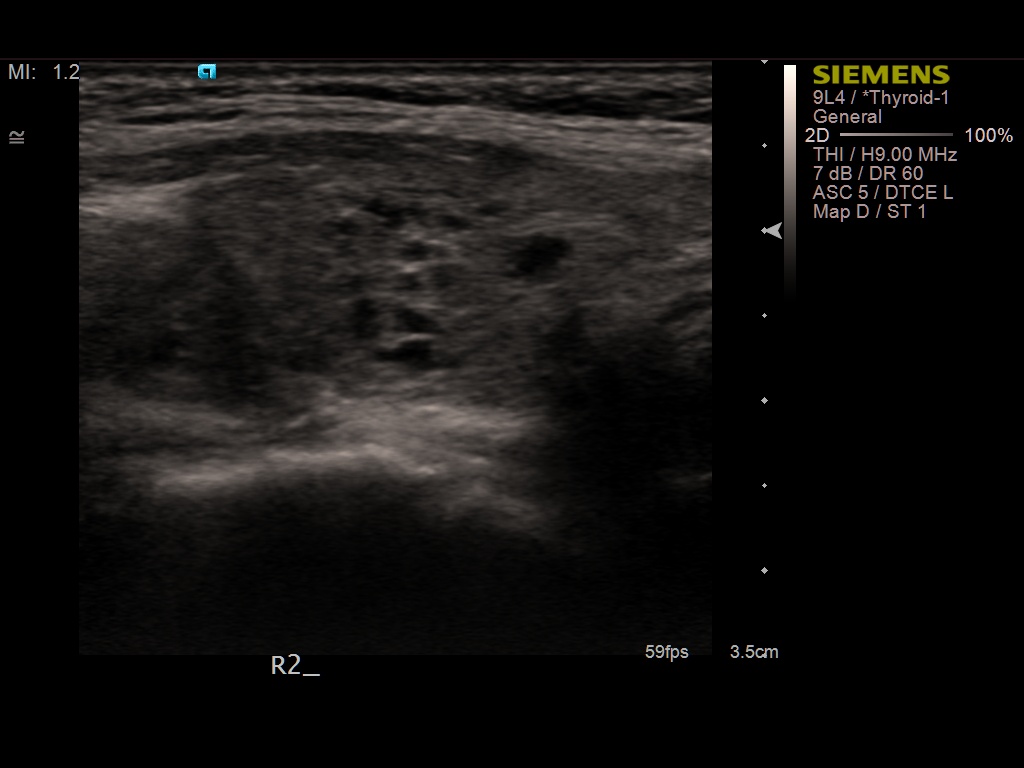 MI: 1.2
SIEMENS
9L4 / *Thyroid-1
General
2D 100%
THI / H9.00 MHz
7 dB / DR 60
ASC 5 / DTCE L
Map D / ST 1
59fps 3.5cm
R2_